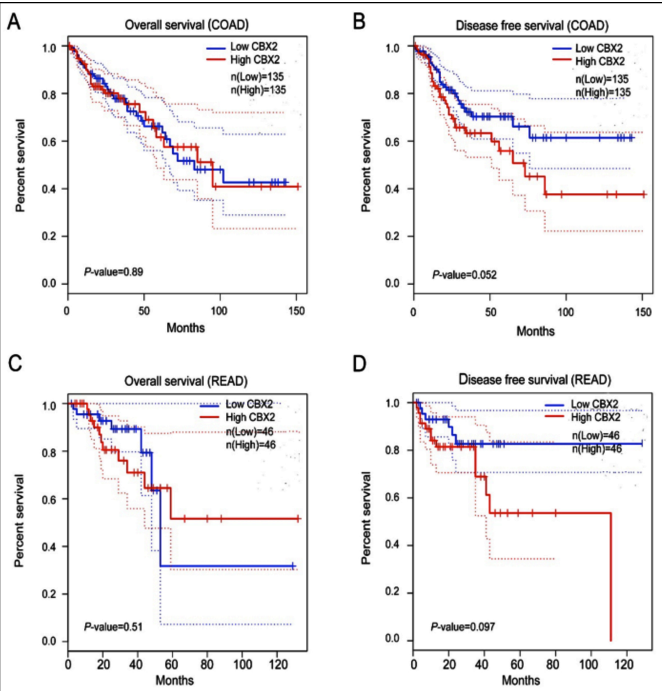 A
Overall servival (COAD)
Percent survival
1.0
0.8
0.6
0.4
0.2
0.0
Low CBX2
High CBX2
n(Low)=135
n(High)=135
P-value=0.89
0 50 100 150
Months
B
Disease free servival (COAD)
Percent survival
1.0
0.8
0.6
0.4
0.2
0.0
Low CBX2
High CBX2
n(Low)=135
n(High)=135
P-value=0.052
0 50 100 150
Months
C
Overall servival (READ)
Percent survival
1.0
0.8
0.6
0.4
0.2
0.0
Low CBX2
High CBX2
n(Low)=46
n(High)=46
P-value=0.51
0 20 40 60 80 100 120
Months
D
Disease free survival (READ)
Percent survival
1.0
0.8
0.6
0.4
0.2
0.0
Low CBX2
High CBX2
n(Low)=46
n(High)=46
P-value=0.097
0 20 40 60 80 100 120
Months